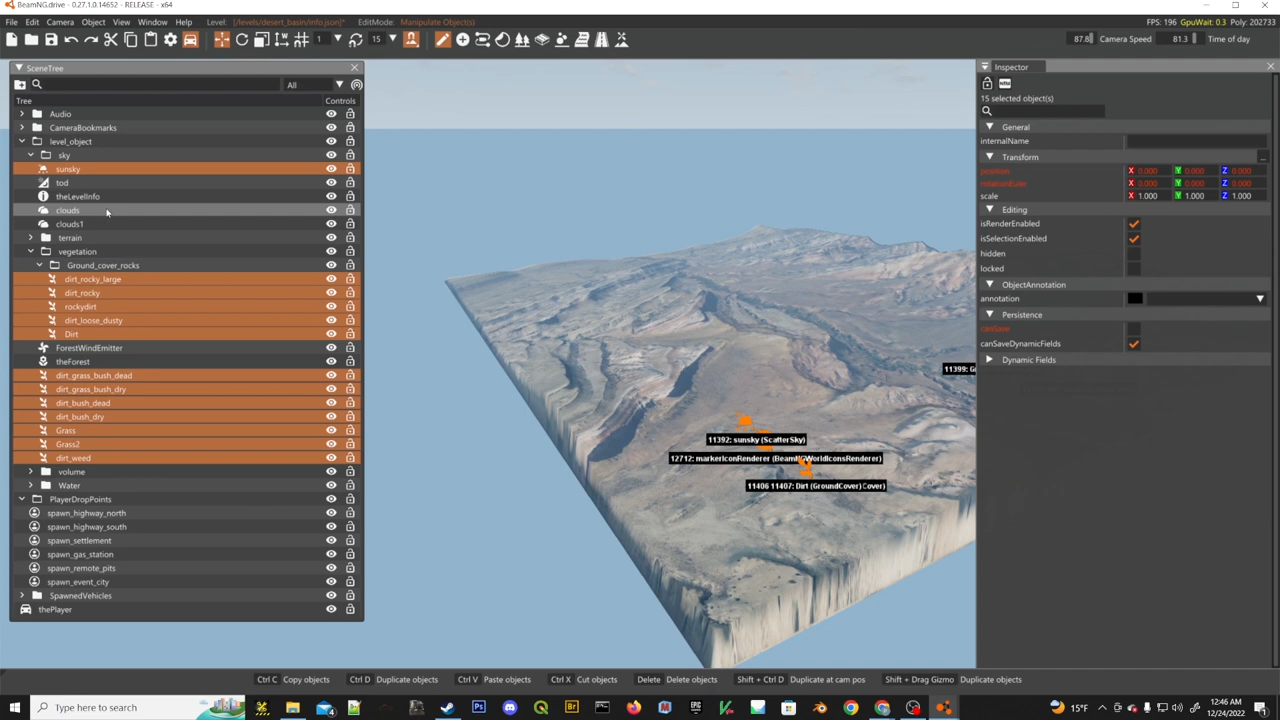 BeamNG.drive - 0.27.1.0.14652 - RELEASE - x64
File Edit Camera Object View Window Help Level: [/levels/desert_basin/info.json]* EditMode: Manipulate Object(s) FPS: 196 GpuWait: 0.3 Poly: 202733
1 15 87.8 Camera Speed 81.3 Time of day
SceneTree
All
Tree Controls
Audio
CameraBookmarks
level_object
sky
sunsky
tod
theLevelInfo
clouds
clouds1
terrain
vegetation
Ground_cover_rocks
dirt_rocky_large
dirt_rocky
rockydirt
dirt_loose_dusty
Dirt
ForestWindEmitter
theForest
dirt_grass_bush_dead
dirt_grass_bush_dry
dirt_bush_dead
dirt_bush_dry
Grass
Grass2
dirt_weed
volume
Water
PlayerDropPoints
spawn_highway_north
spawn_highway_south
spawn_settlement
spawn_gas_station
spawn_remote_pits
spawn_event_city
SpawnedVehicles
thePlayer
11392: sunsky (ScatterSky)
12712: markerIconRenderer (BeamNGWorldIconsRenderer)
11406 11407: Dirt (GroundCover) Cover)
11399: G
Inspector
15 selected object(s)
General
internalName
Transform ...
position X 0.000 Y 0.000 Z 0.000
rotationEuler X 0.000 Y 0.000 Z 0.000
scale X 1.000 Y 1.000 Z 1.000
Editing
isRenderEnabled
isSelectionEnabled
hidden
locked
ObjectAnnotation
annotation
Persistence
canSave
canSaveDynamicFields
Dynamic Fields
Ctrl C Copy objects Ctrl D Duplicate objects Ctrl V Paste objects Ctrl X Cut objects Delete Delete objects Shift + Ctrl D Duplicate at cam pos Shift + Drag Gizmo Duplicate objects
Type here to search
15°F
12:46 AM
12/24/2022